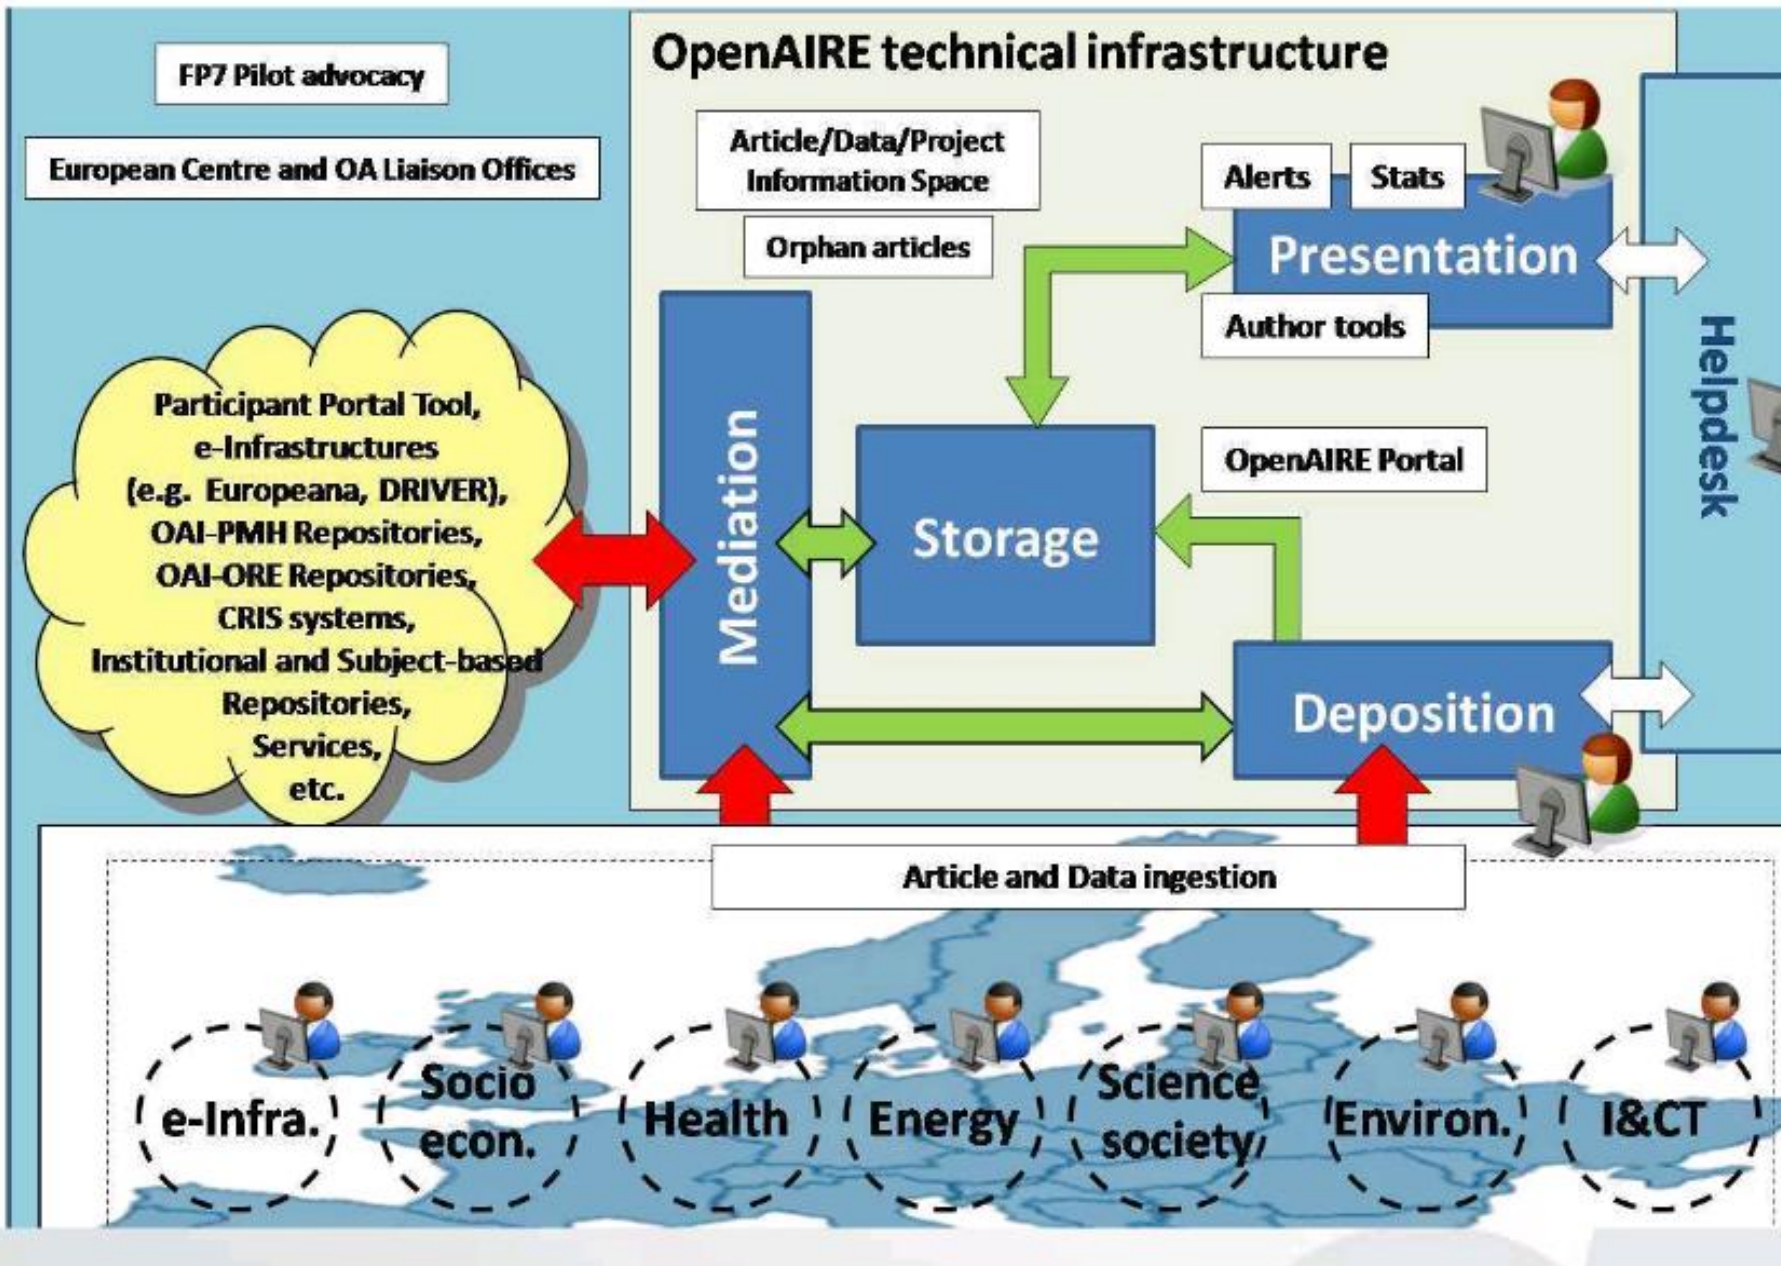 OpenAIRE technical infrastructure
FP7 Pilot advocacy
European Centre and OA Liaison Offices
Article/Data/Project
Information Space
Orphan articles
Alerts
Stats
Presentation
Author tools
Helpdesk
Participant Portal Tool,
e-Infrastructures
(e.g. Europeana, DRIVER),
OAI-PMH Repositories,
OAI-ORE Repositories,
CRIS systems,
Institutional and Subject-based
Repositories,
Services,
etc.
Mediation
Storage
OpenAIRE Portal
Deposition
Article and Data ingestion
e-Infra.
Socio
econ.
Health
Energy
Science
society
Environ.
I&CT